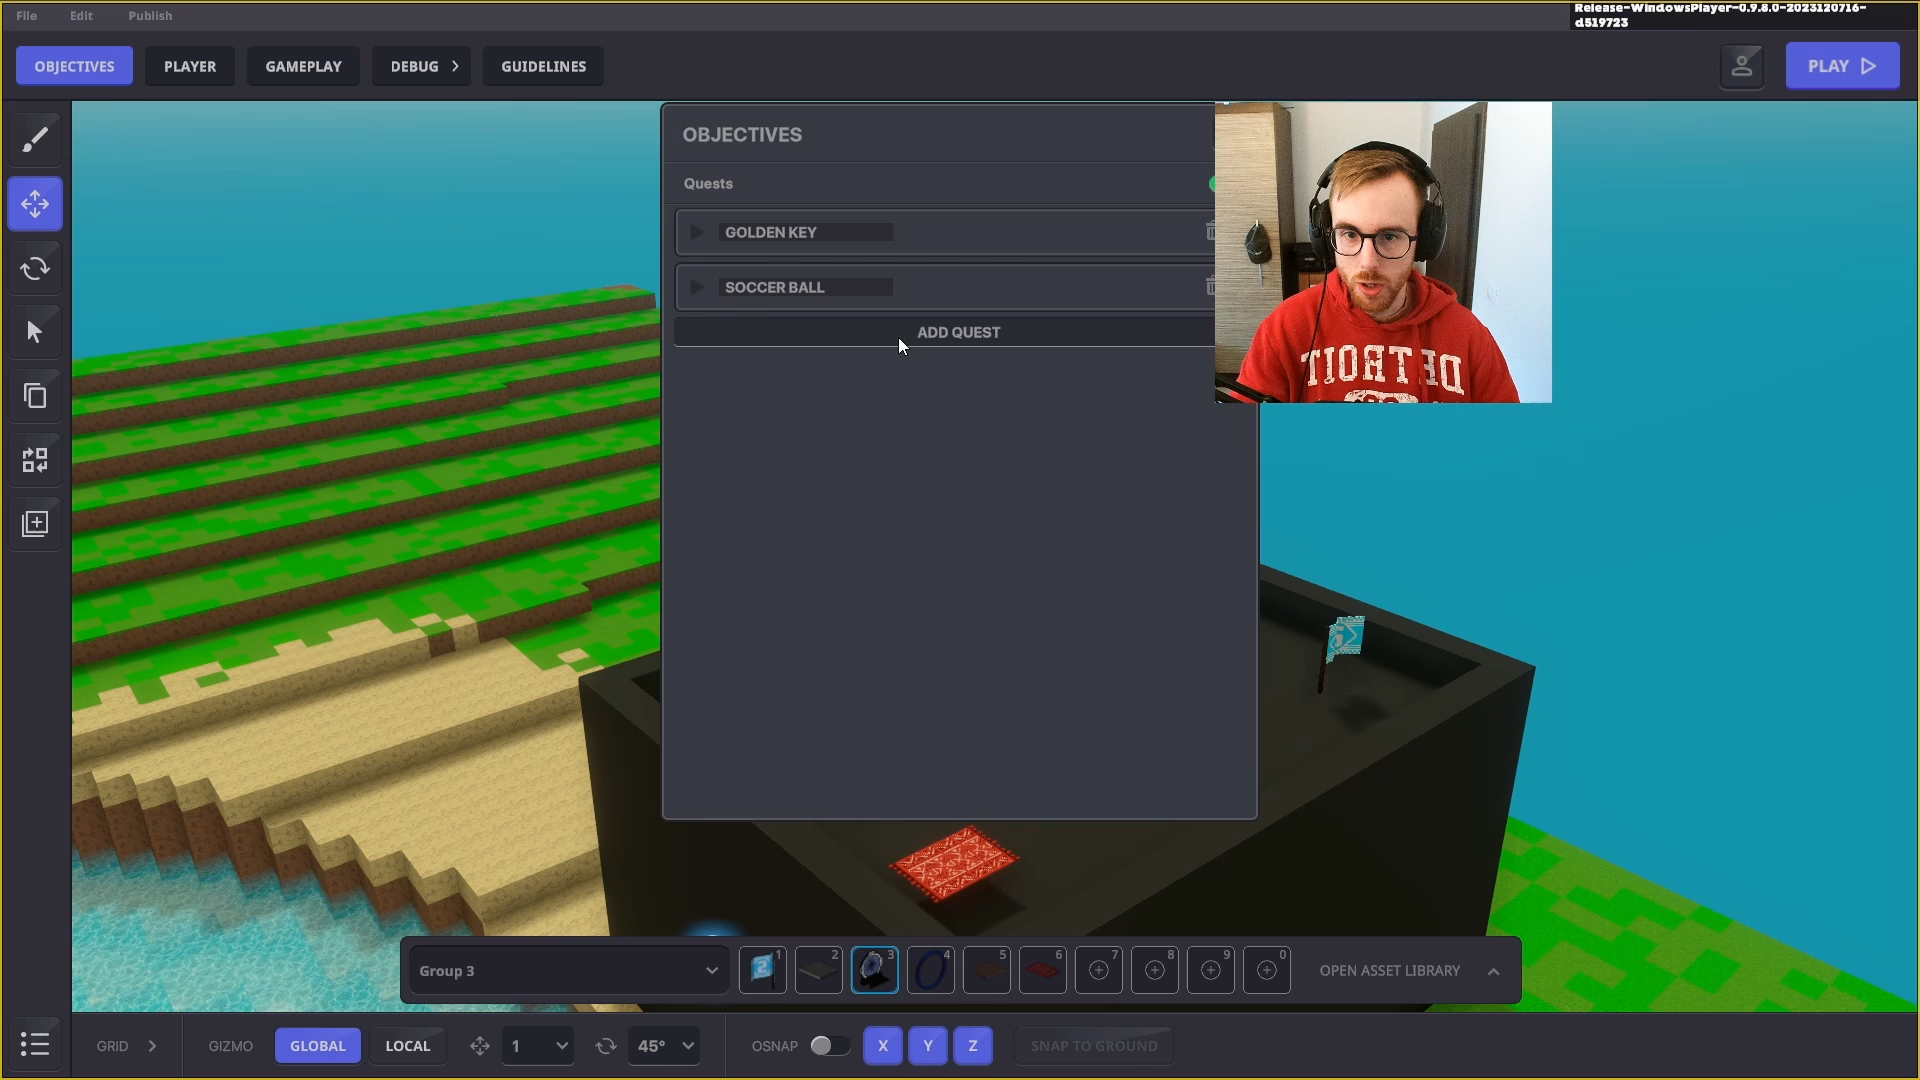 File Edit Publish
Release-WindowsPlayer-0.9.8.0-2023120716-
d519723
OBJECTIVES PLAYER GAMEPLAY DEBUG GUIDELINES PLAY
OBJECTIVES
Quests
GOLDEN KEY
SOCCER BALL
ADD QUEST
DETROIT
Group 3
1 2 3 4 5 6 7 8 9 0
OPEN ASSET LIBRARY
GRID GIZMO GLOBAL LOCAL 1 45° OSNAP X Y Z SNAP TO GROUND